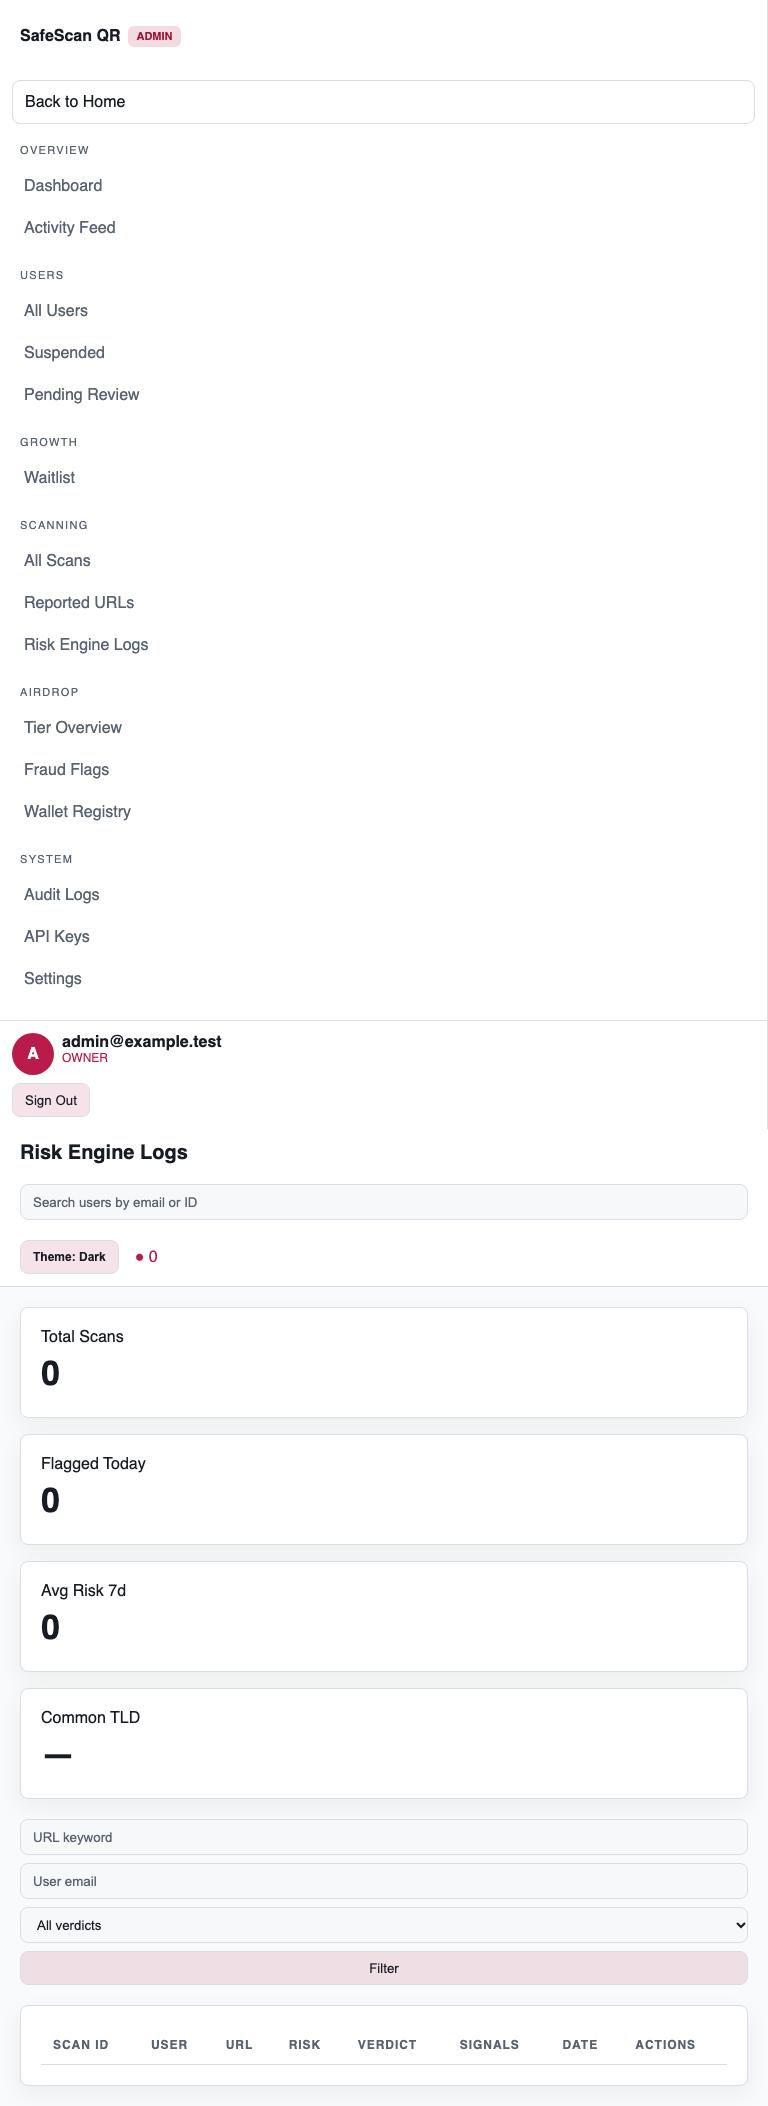 SafeScan QR ADMIN
Back to Home
OVERVIEW
Dashboard
Activity Feed
USERS
All Users
Suspended
Pending Review
GROWTH
Waitlist
SCANNING
All Scans
Reported URLs
Risk Engine Logs
AIRDROP
Tier Overview
Fraud Flags
Wallet Registry
SYSTEM
Audit Logs
API Keys
Settings
A admin@example.test
OWNER
Sign Out
Risk Engine Logs
Search users by email or ID
Theme: Dark ● 0
Total Scans
0
Flagged Today
0
Avg Risk 7d
0
Common TLD
—
URL keyword
User email
All verdicts
Filter
SCAN ID USER URL RISK VERDICT SIGNALS DATE ACTIONS